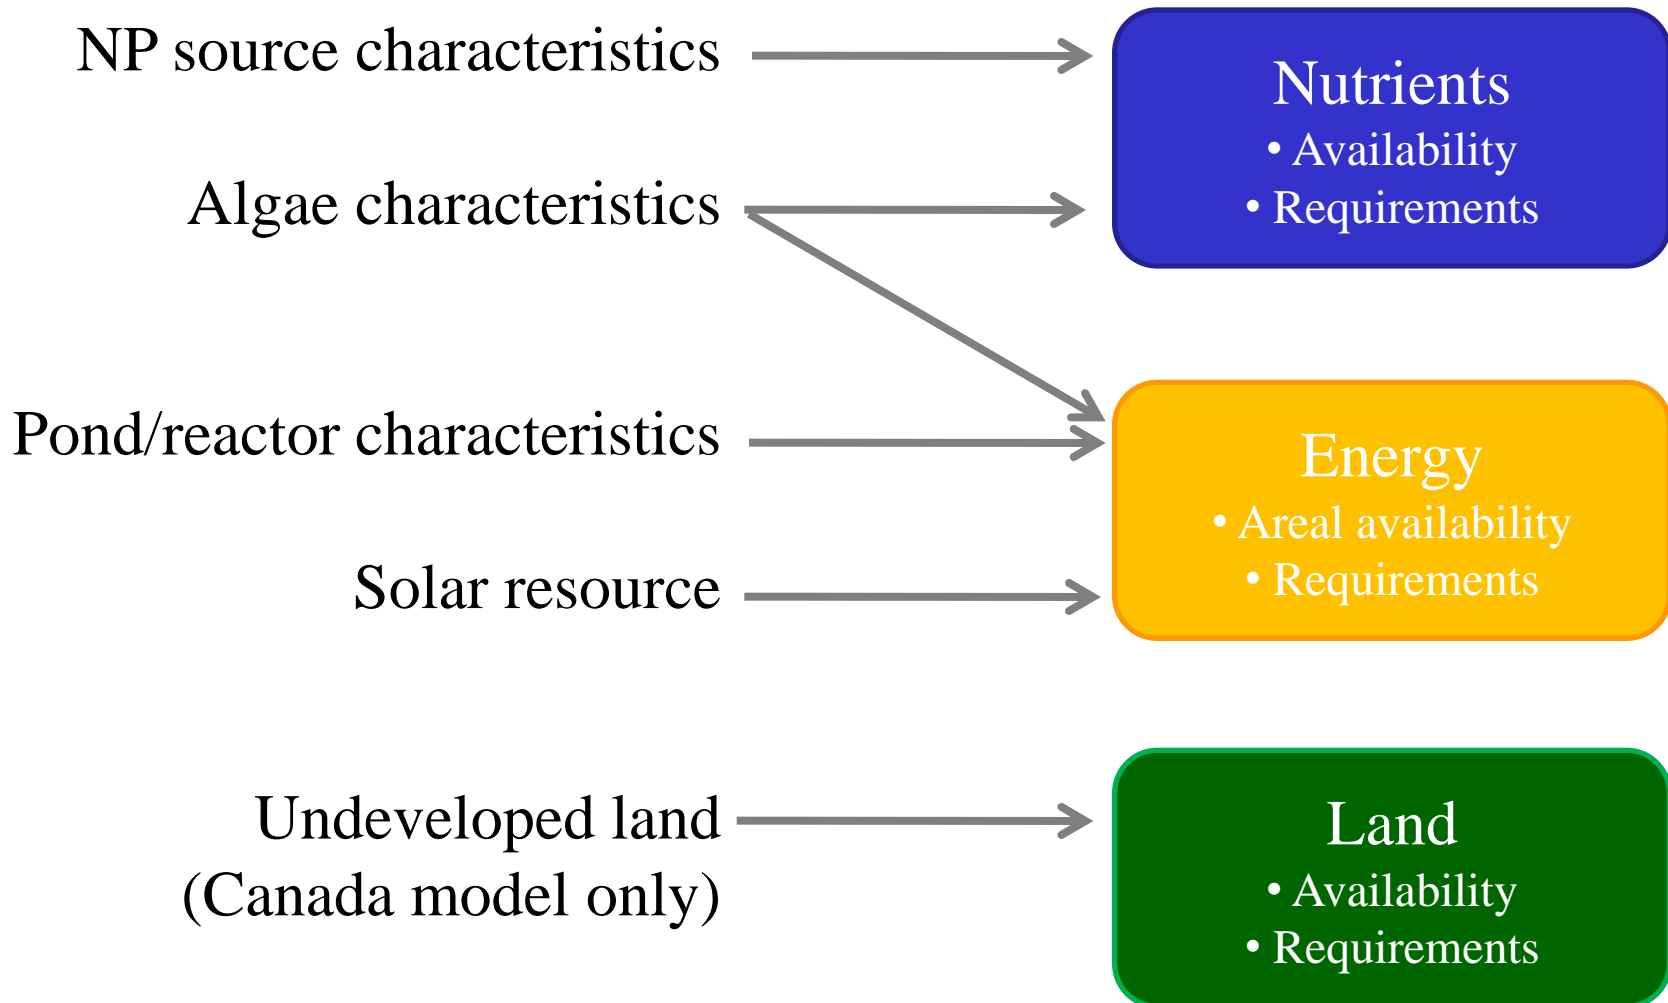 NP source characteristics
Algae characteristics
Pond/reactor characteristics
Solar resource
Undeveloped land
(Canada model only)
Nutrients
• Availability
• Requirements
Energy
• Areal availability
• Requirements
Land
• Availability
• Requirements